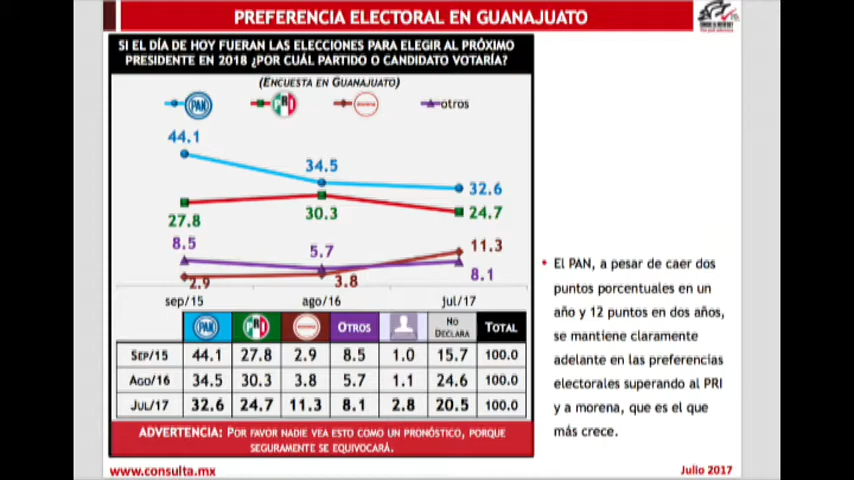 PREFERENCIA ELECTORAL EN GUANAJUATO
SI EL DÍA DE HOY FUERAN LAS ELECCIONES PARA ELEGIR AL PRÓXIMO
PRESIDENTE EN 2018 ¿POR CUÁL PARTIDO O CANDIDATO VOTARÍA?
(ENCUESTA EN GUANAJUATO)
PAN PRI morena otros
44.1
34.5
32.6
27.8
30.3
24.7
8.5
5.7
11.3
2.9
3.8
8.1
sep/15 ago/16 jul/17
PAN PRI morena OTROS NO DECLARA TOTAL
SEP/15 44.1 27.8 2.9 8.5 1.0 15.7 100.0
AGO/16 34.5 30.3 3.8 5.7 1.1 24.6 100.0
JUL/17 32.6 24.7 11.3 8.1 2.8 20.5 100.0
ADVERTENCIA: POR FAVOR NADIE VEA ESTO COMO UN PRONÓSTICO, PORQUE
SEGURAMENTE SE EQUIVOCARÁ.
• El PAN, a pesar de caer dos
puntos porcentuales en un
año y 12 puntos en dos años,
se mantiene claramente
adelante en las preferencias
electorales superando al PRI
y a morena, que es el que
más crece.
www.consulta.mx
Julio 2017